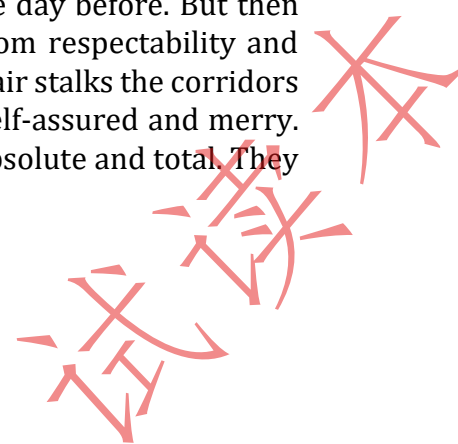 e day before. But then
om respectability and
air stalks the corridors
elf-assured and merry.
bsolute and total. They
试读本